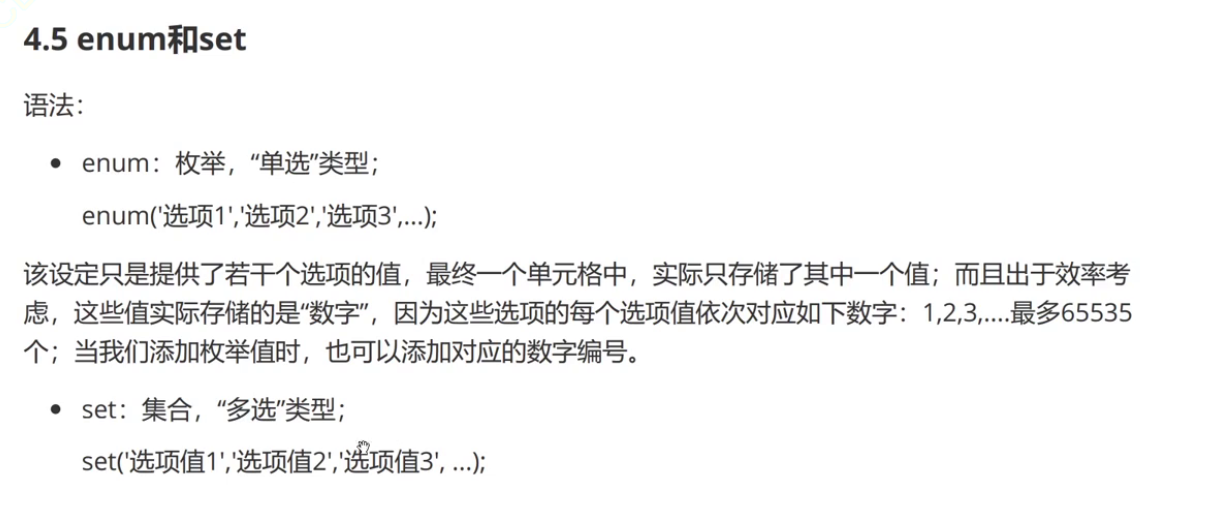 4.5 enum和set
语法：
enum：枚举，“单选”类型；
enum('选项1','选项2','选项3',...);
该设定只是提供了若干个选项的值，最终一个单元格中，实际只存储了其中一个值；而且出于效率考
虑，这些值实际存储的是“数字”，因为这些选项的每个选项值依次对应如下数字：1,2,3,....最多65535
个；当我们添加枚举值时，也可以添加对应的数字编号。
set：集合，“多选”类型；
set('选项值1','选项值2','选项值3', ...);